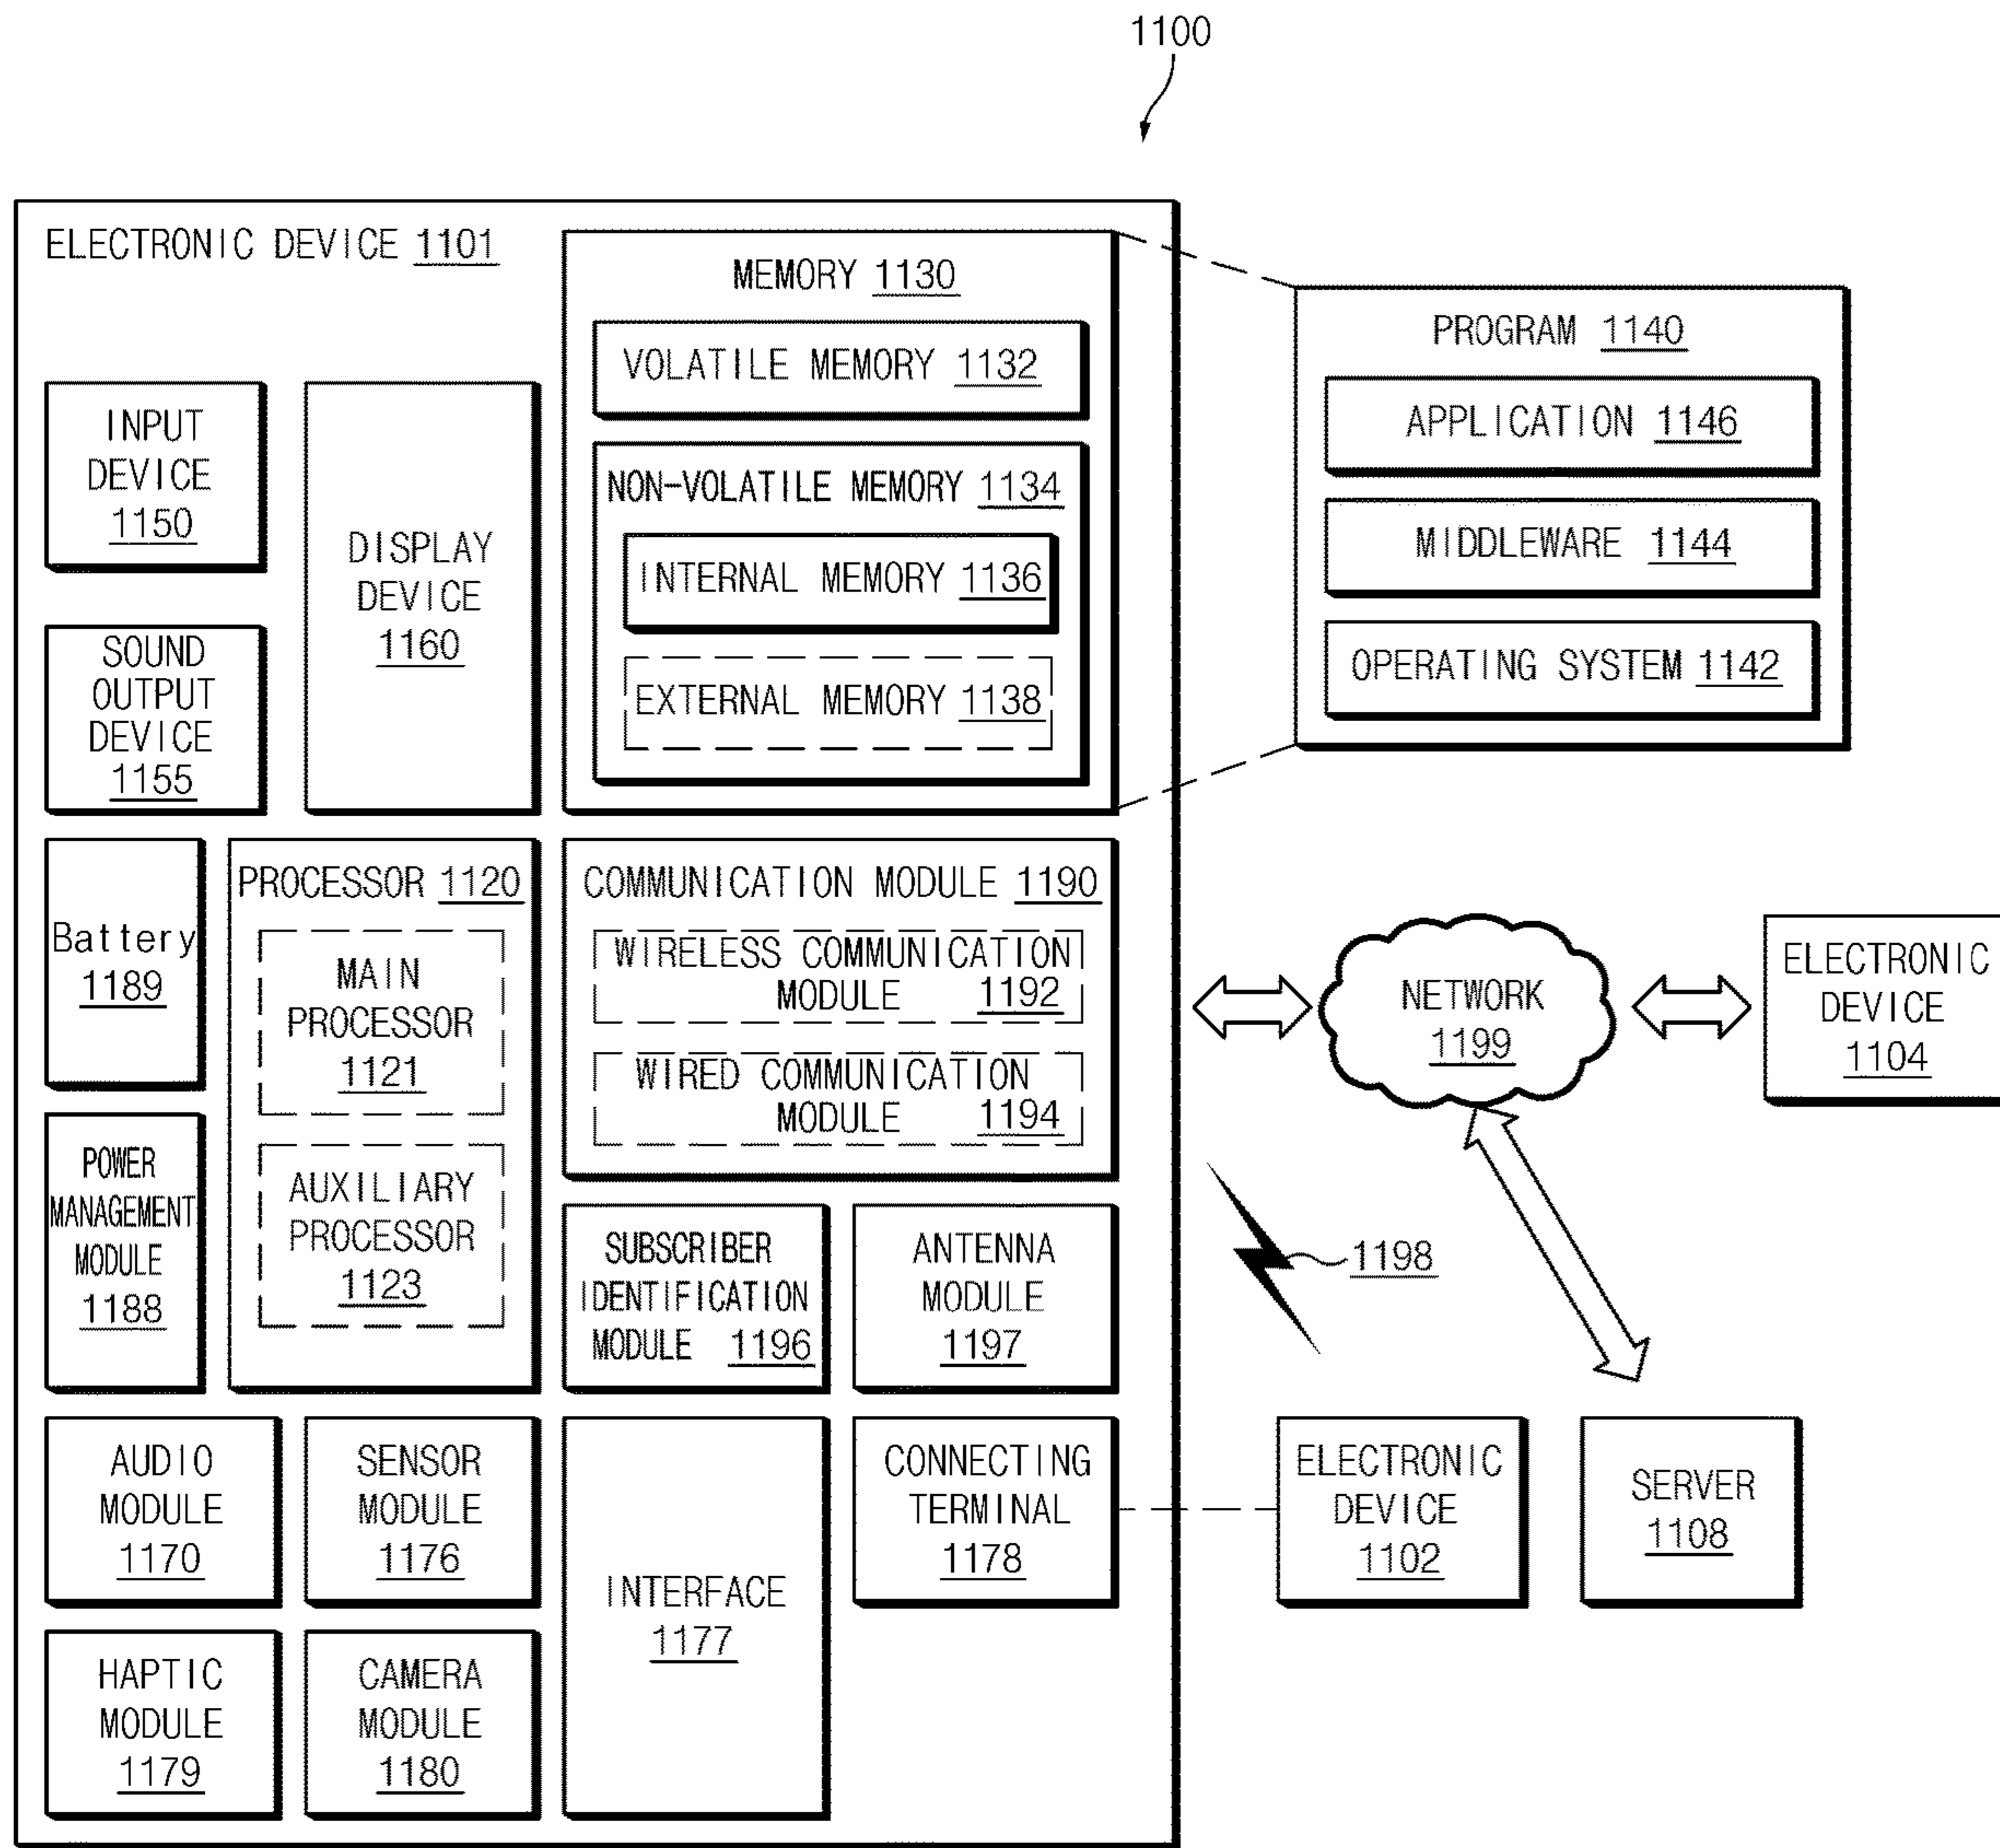 1100
ELECTRONIC DEVICE 1101
MEMORY 1130
VOLATILE MEMORY 1132
NON-VOLATILE MEMORY 1134
INTERNAL MEMORY 1136
EXTERNAL MEMORY 1138
PROGRAM 1140
APPLICATION 1146
MIDDLEWARE 1144
OPERATING SYSTEM 1142
INPUT
DEVICE
1150
DISPLAY
DEVICE
1160
SOUND
OUTPUT
DEVICE
1155
Battery
1189
PROCESSOR 1120
MAIN
PROCESSOR
1121
AUXILIARY
PROCESSOR
1123
COMMUNICATION MODULE 1190
WIRELESS COMMUNICATION
MODULE 1192
WIRED COMMUNICATION
MODULE 1194
NETWORK
1199
ELECTRONIC
DEVICE
1104
POWER
MANAGEMENT
MODULE
1188
SUBSCRIBER
IDENTIFICATION
MODULE 1196
ANTENNA
MODULE
1197
1198
AUDIO
MODULE
1170
SENSOR
MODULE
1176
INTERFACE
1177
CONNECTING
TERMINAL
1178
ELECTRONIC
DEVICE
1102
SERVER
1108
HAPTIC
MODULE
1179
CAMERA
MODULE
1180